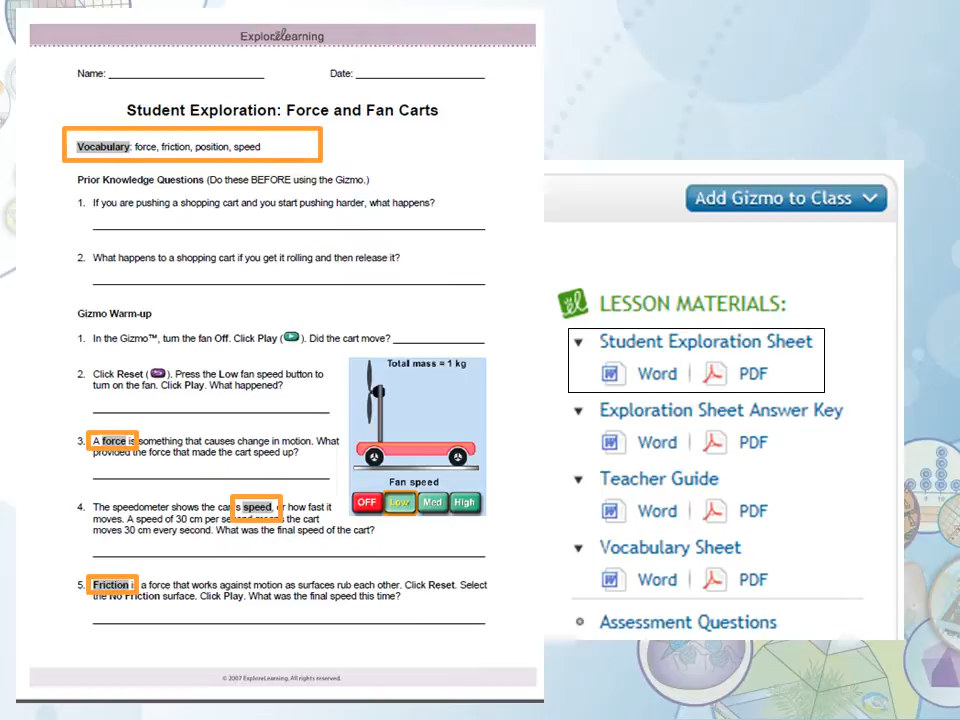 ExploreLearning
Name: ____________________ Date: ____________________
Student Exploration: Force and Fan Carts
Vocabulary: force, friction, position, speed
Prior Knowledge Questions (Do these BEFORE using the Gizmo.)
1. If you are pushing a shopping cart and you start pushing harder, what happens?
2. What happens to a shopping cart if you get it rolling and then release it?
Gizmo Warm-up
1. In the Gizmo™, turn the fan Off. Click Play ( ). Did the cart move? ____________________
2. Click Reset ( ). Press the Low fan speed button to
turn on the fan. Click Play. What happened?
3. A force is something that causes change in motion. What
provided the force that made the cart speed up?
4. The speedometer shows the cart's speed, or how fast it
moves. A speed of 30 cm per second means the cart
moves 30 cm every second. What was the final speed of the cart?
5. Friction is a force that works against motion as surfaces rub each other. Click Reset. Select
the No Friction surface. Click Play. What was the final speed this time?
Total mass = 1 kg
Fan speed
OFF Low Med High
© 2007 ExploreLearning. All rights reserved.
Add Gizmo to Class
LESSON MATERIALS:
Student Exploration Sheet
Word | PDF
Exploration Sheet Answer Key
Word | PDF
Teacher Guide
Word | PDF
Vocabulary Sheet
Word | PDF
Assessment Questions